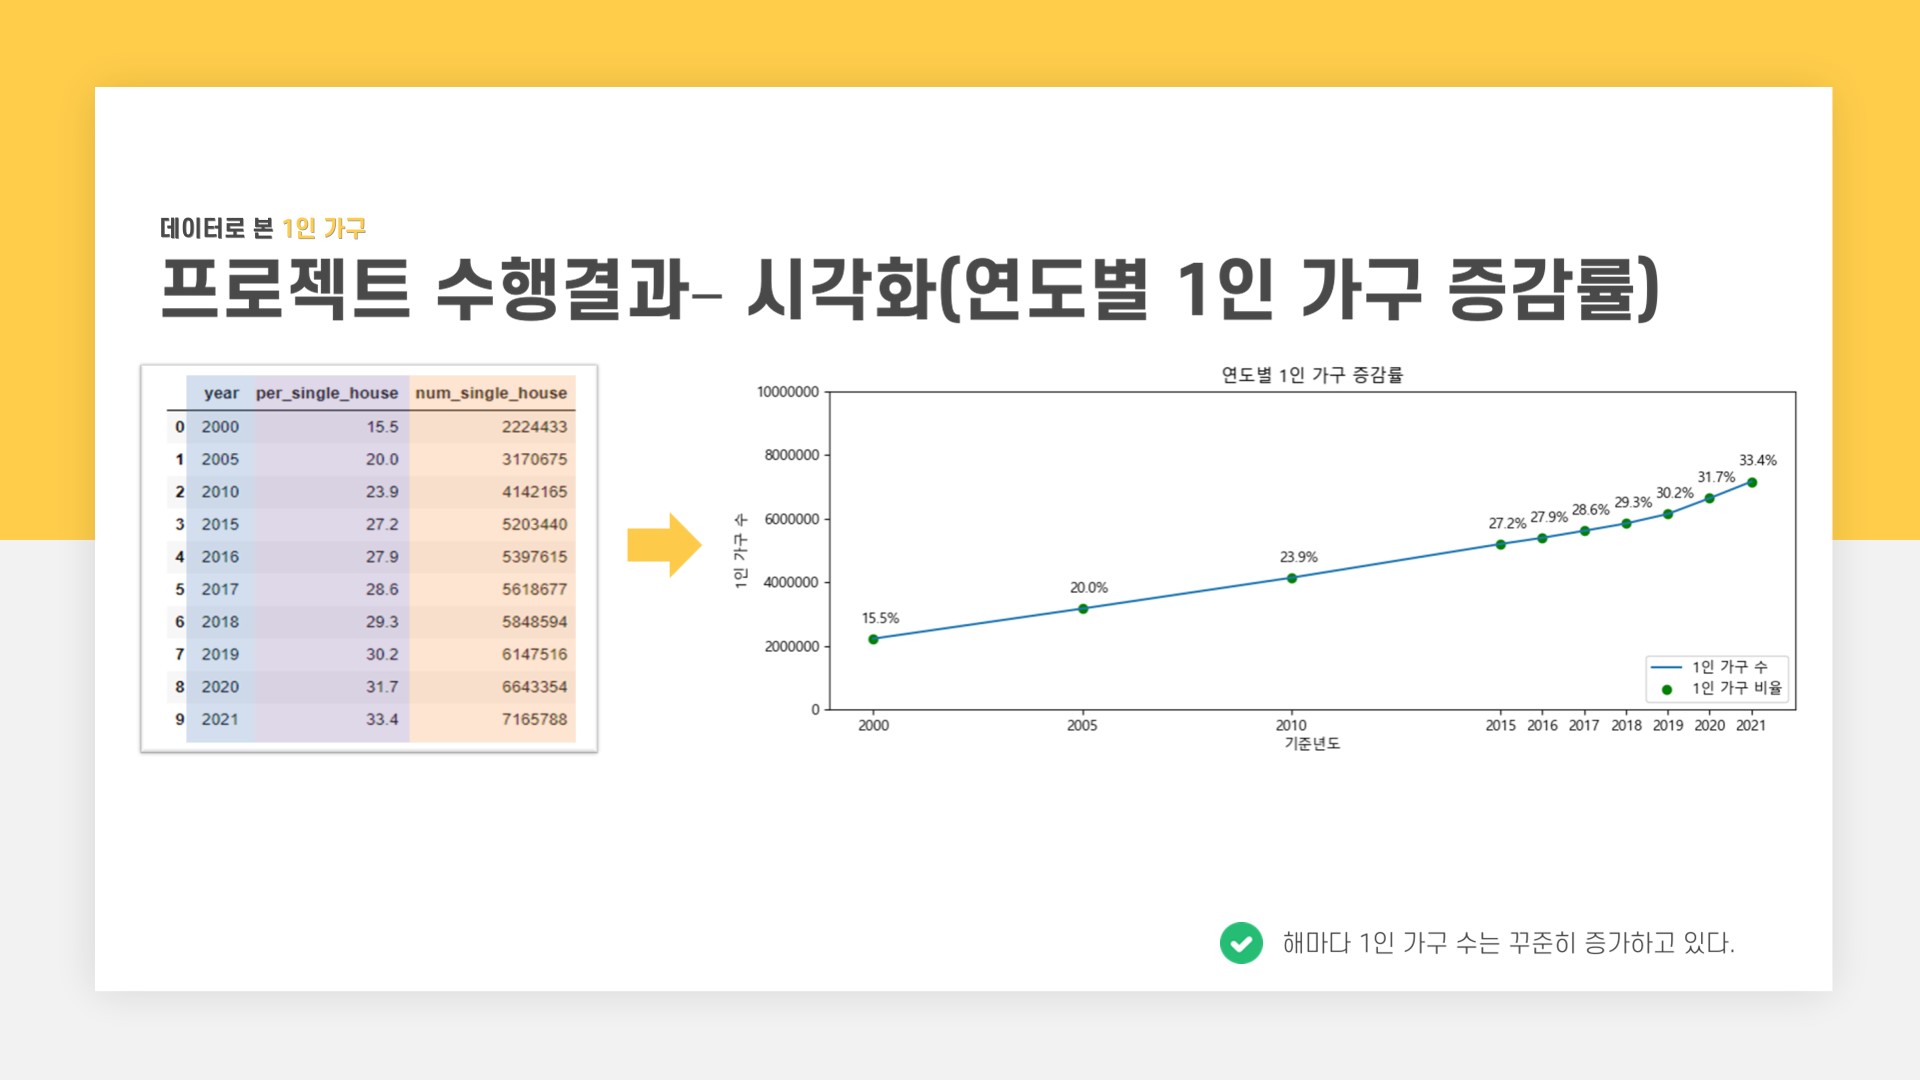 데이터로 본 1인 가구
프로젝트 수행결과– 시각화(연도별 1인 가구 증감률)
year per_single_house num_single_house
0 2000 15.5 2224433
1 2005 20.0 3170675
2 2010 23.9 4142165
3 2015 27.2 5203440
4 2016 27.9 5397615
5 2017 28.6 5618677
6 2018 29.3 5848594
7 2019 30.2 6147516
8 2020 31.7 6643354
9 2021 33.4 7165788
연도별 1인 가구 증감률
1인 가구 수
10000000
8000000
6000000
4000000
2000000
0
15.5%
20.0%
23.9%
27.2%
27.9%
28.6%
29.3%
30.2%
31.7%
33.4%
1인 가구 수
1인 가구 비율
2000 2005 2010 2015 2016 2017 2018 2019 2020 2021
기준년도
해마다 1인 가구 수는 꾸준히 증가하고 있다.